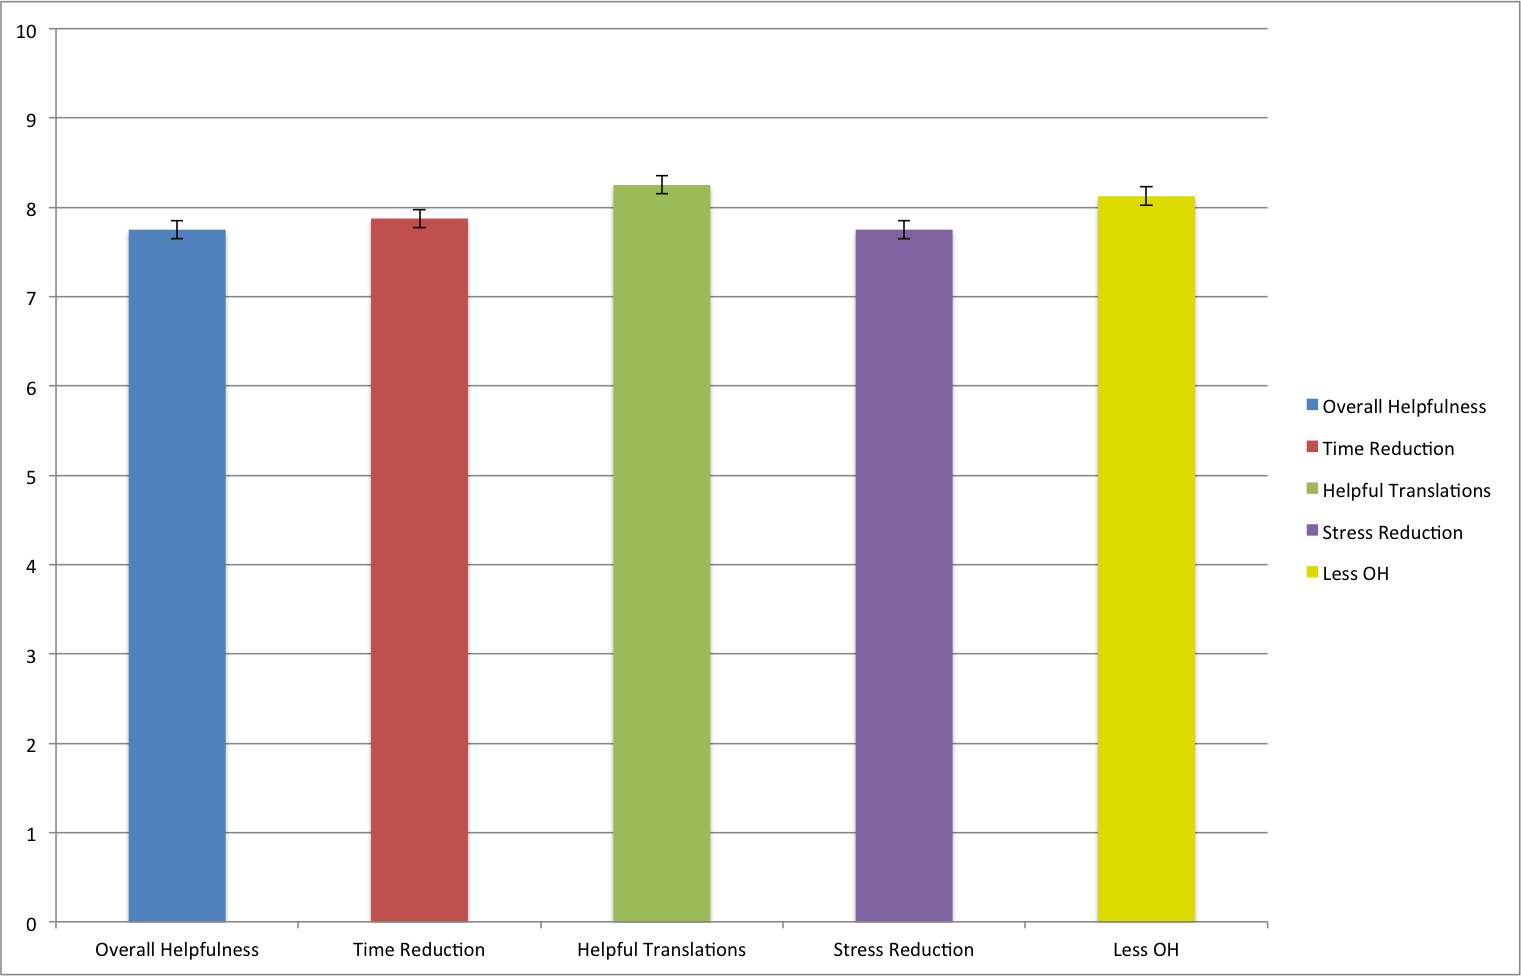 10
9
8
7
6
5
4
3
2
1
0
Overall Helpfulness
Time Reduction
Helpful Translations
Stress Reduction
Less OH
Overall Helpfulness
Time Reduction
Helpful Translations
Stress Reduction
Less OH